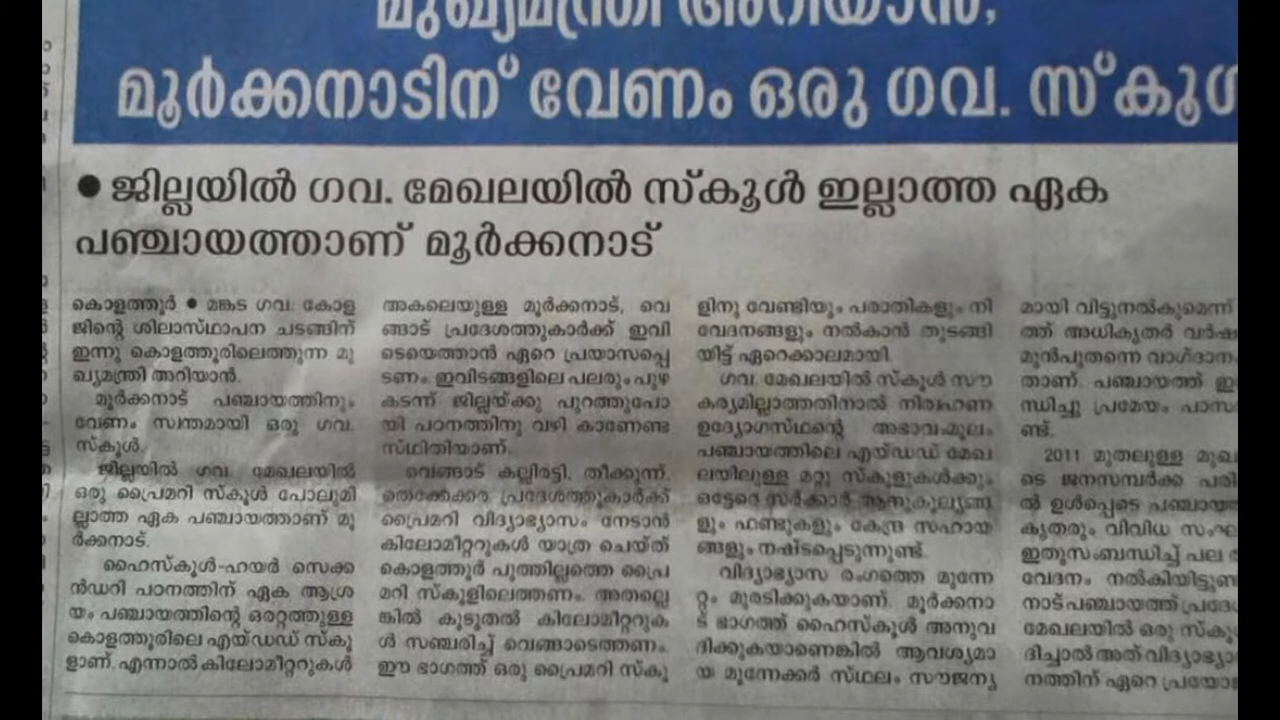 മുഖ്യമന്ത്രി അറിയാൻ,
മൂർക്കനാടിന് വേണം ഒരു ഗവ. സ്കൂൾ
● ജില്ലയിൽ ഗവ. മേഖലയിൽ സ്കൂൾ ഇല്ലാത്ത ഏക
പഞ്ചായത്താണ് മൂർക്കനാട്
കൊളത്തൂർ ● മങ്കട ഗവ. കോള
ജിന്റെ ശിലാസ്ഥാപന ചടങ്ങിന്
ഇന്നു കൊളത്തൂരിലെത്തുന്ന മു
ഖ്യമന്ത്രി അറിയാൻ.
മൂർക്കനാട് പഞ്ചായത്തിനും
വേണം സ്വന്തമായി ഒരു ഗവ.
സ്കൂൾ.
ജില്ലയിൽ ഗവ. മേഖലയിൽ
ഒരു പ്രൈമറി സ്കൂൾ പോലുമി
ല്ലാത്ത ഏക പഞ്ചായത്താണ് മൂ
ർക്കനാട്.
ഹൈസ്കൂൾ-ഹയർ സെക്ക
ൻഡറി പഠനത്തിന് ഏക ആശ്ര
യം പഞ്ചായത്തിന്റെ ഒരറ്റത്തുള്ള
കൊളത്തൂരിലെ എയ്ഡഡ് സ്കൂ
ളാണ്. എന്നാൽ കിലോമീറ്ററുകൾ
അകലെയുള്ള മൂർക്കനാട്, വെ
ങ്ങാട് പ്രദേശത്തുകാർക്ക് ഇവി
ടെയെത്താൻ ഏറെ പ്രയാസപ്പെ
ടണം. ഇവിടങ്ങളിലെ പലരും പുഴ
കടന്ന് ജില്ലയ്ക്കു പുറത്തുപോ
യി പഠനത്തിനു വഴി കാണേണ്ട
സ്ഥിതിയാണ്.
വെങ്ങാട് കല്ലിരട്ടി, തീക്കുന്ന്,
തെക്കേക്കര പ്രദേശത്തുകാർക്ക്
പ്രൈമറി വിദ്യാഭ്യാസം നേടാൻ
കിലോമീറ്ററുകൾ യാത്ര ചെയ്ത്
കൊളത്തൂർ പുത്തില്ലത്തെ പ്രൈ
മറി സ്കൂളിലെത്തണം. അതല്ലെ
ങ്കിൽ കൂടുതൽ കിലോമീറ്ററുക
ൾ സഞ്ചരിച്ച് വെങ്ങാടെത്തണം.
ഈ ഭാഗത്ത് ഒരു പ്രൈമറി സ്കൂ
ളിനു വേണ്ടിയും പരാതികളും നി
വേദനങ്ങളും നൽകാൻ തുടങ്ങി
യിട്ട് ഏറെക്കാലമായി.
ഗവ. മേഖലയിൽ സ്കൂൾ സൗ
കര്യമില്ലാത്തതിനാൽ നിര്വഹണ
ഉദ്യോഗസ്ഥന്റെ അഭാവംമൂലം
പഞ്ചായത്തിലെ എയ്ഡഡ് മേഖ
ലയിലുള്ള മറ്റു സ്കൂളുകൾക്കും
ഒട്ടേറെ സർക്കാർ ആനുകൂല്യങ്ങ
ളും ഫണ്ടുകളും കേന്ദ്ര സഹായ
ങ്ങളും നഷ്ടപ്പെടുന്നുണ്ട്.
വിദ്യാഭ്യാസ രംഗത്തെ മുന്നേ
റ്റം മുരടിക്കുകയാണ്. മൂർക്കനാ
ട് ഭാഗത്ത് ഹൈസ്കൂൾ അനുവ
ദിക്കുകയാണെങ്കിൽ ആവശ്യമാ
യ മൂന്നേക്കർ സ്ഥലം സൗജന്യ
മായി വിട്ടുനൽകുമെന്ന്
ത്ത് അധികൃതർ വർഷ
മുൻപുതന്നെ വാഗ്ദാനം
താണ്. പഞ്ചായത്ത് ഇ
ന്ധിച്ചു പ്രമേയം പാസ
ണ്ട്.
2011 മുതലുള്ള മുഖ
ടെ ജനസമ്പർക്ക പരി
ൽ ഉൾപ്പെടെ പഞ്ചായ
കൃതരും വിവിധ സംഘ
ഇതുസംബന്ധിച്ച് പല
വേദനം നൽകിയിട്ടുണ്ട
നാട് പഞ്ചായത്ത് പ്രദേ
മേഖലയിൽ ഒരു സ്കൂ
ദിച്ചാൽ അത് വിദ്യാഭ്യാ
നത്തിന് ഏറെ പ്രയോ